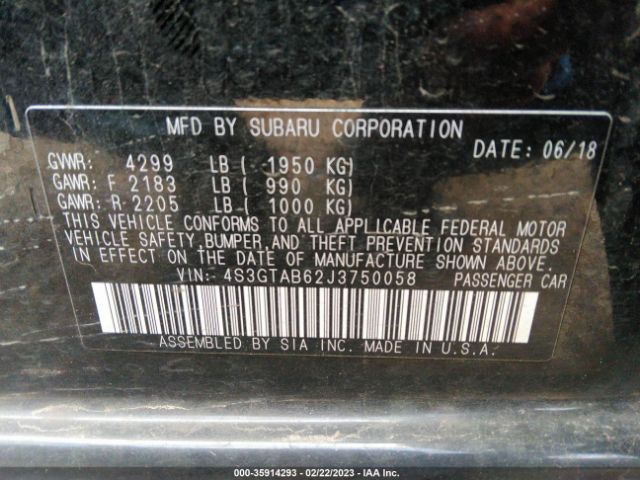 MFD BY SUBARU CORPORATION
GVWR: 4299 LB ( 1950 KG) DATE: 06/18
GAWR: F 2183 LB ( 990 KG)
GAWR: R 2205 LB ( 1000 KG)
THIS VEHICLE CONFORMS TO ALL APPLICABLE FEDERAL MOTOR
VEHICLE SAFETY, BUMPER, AND THEFT PREVENTION STANDARDS
IN EFFECT ON THE DATE OF MANUFACTURE SHOWN ABOVE.
VIN: 4S3GTAB62J3750058 PASSENGER CAR
ASSEMBLED BY SIA INC. MADE IN U.S.A.
000-35914293 - 02/22/2023 - IAA Inc.